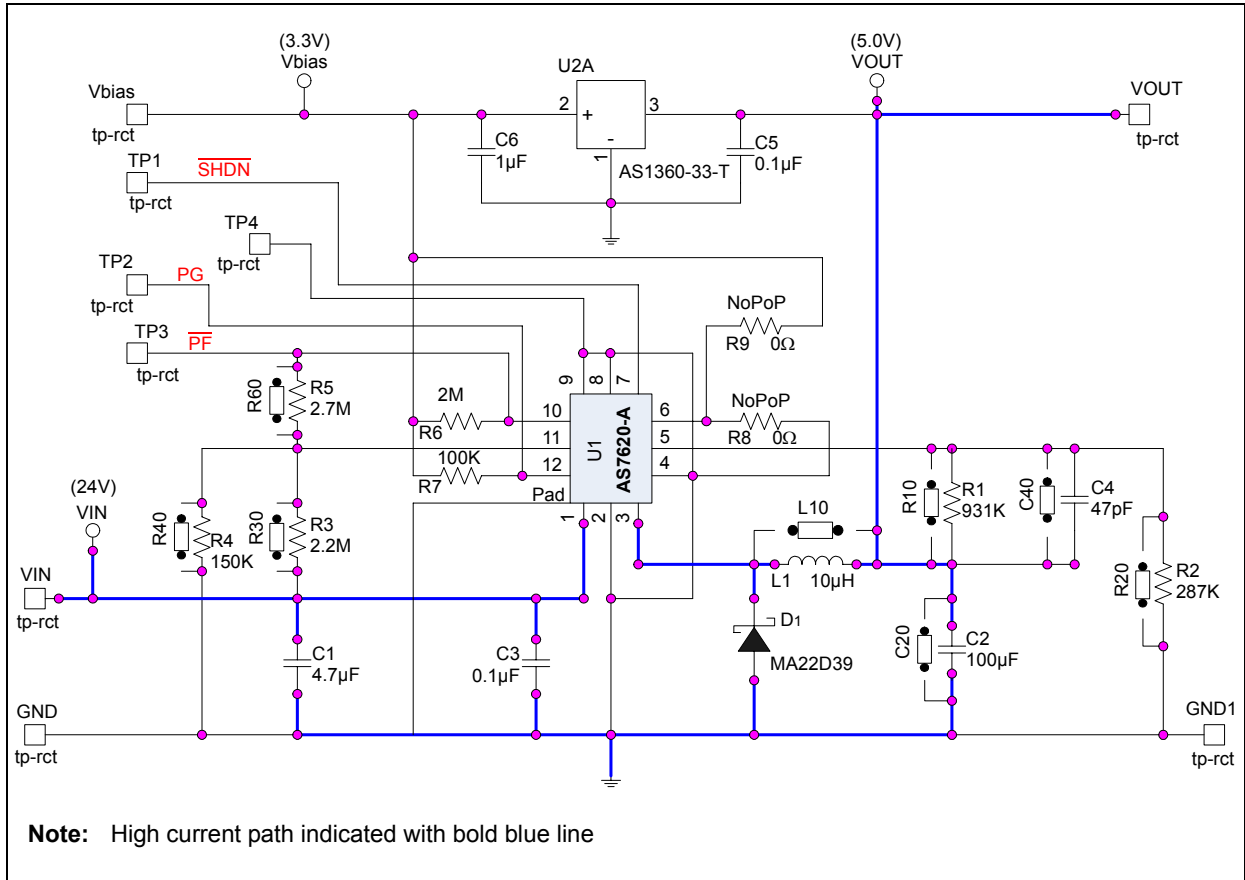 (3.3V)
Vbias
(5.0V)
VOUT
U2A
Vbias
tp-rct
2
+
3
-
1
AS1360-33-T
C6
1µF
C5
0.1µF
VOUT
tp-rct
TP1
SHDN
tp-rct
TP4
tp-rct
TP2
PG
tp-rct
TP3
PF
tp-rct
NoPoP
R9
0Ω
R60
R5
2.7M
2M
R6
100K
R7
9
8
7
10
11
12
Pad
U1
AS7620-A
6
5
4
1
2
3
NoPoP
R8
0Ω
(24V)
VIN
R40
R4
150K
R30
R3
2.2M
L10
L1
10µH
R10
R1
931K
C40
C4
47pF
R20
R2
287K
VIN
tp-rct
C1
4.7µF
C3
0.1µF
D1
MA22D39
C20
C2
100µF
GND
tp-rct
GND1
tp-rct
Note: High current path indicated with bold blue line